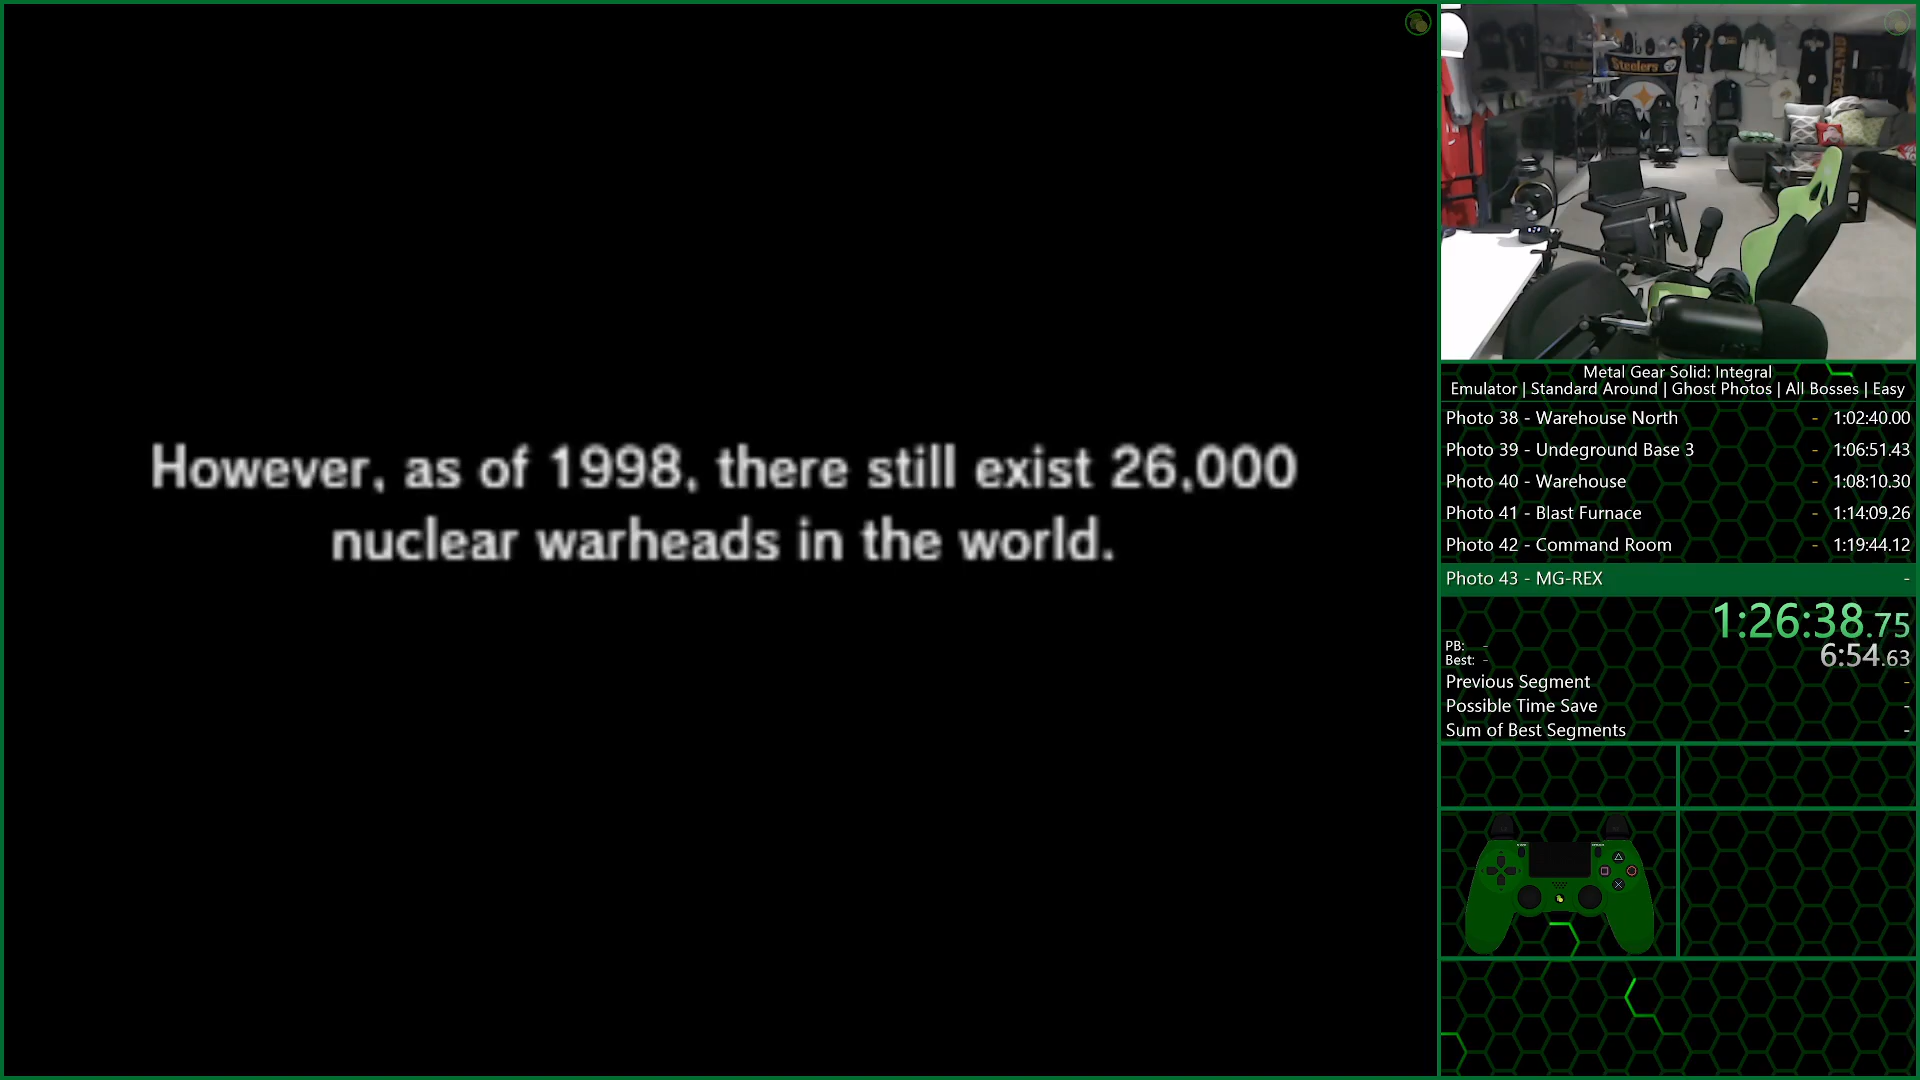 However, as of 1998, there still exist 26,000
nuclear warheads in the world.
Steelers
Metal Gear Solid: Integral
Emulator | Standard Around | Ghost Photos | All Bosses | Easy
Photo 38 - Warehouse North - 1:02:40.00
Photo 39 - Undeground Base 3 - 1:06:51.43
Photo 40 - Warehouse - 1:08:10.30
Photo 41 - Blast Furnace - 1:14:09.26
Photo 42 - Command Room - 1:19:44.12
Photo 43 - MG-REX -
1:26:38.75
PB: -
6:54.63
Best: -
Previous Segment -
Possible Time Save -
Sum of Best Segments -